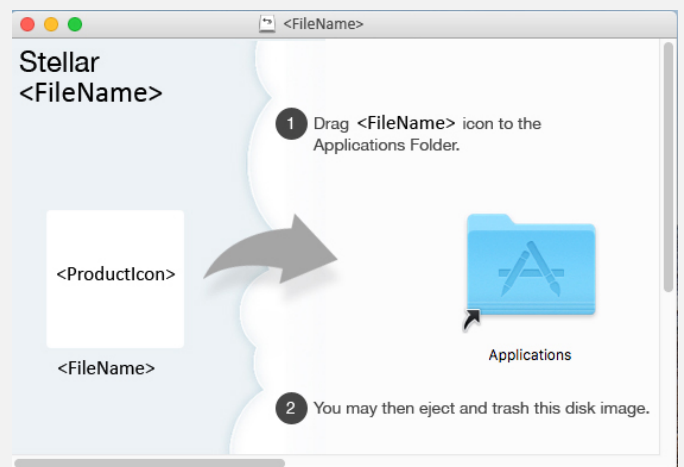 <FileName>
Stellar
<FileName>
1 Drag <FileName> icon to the
Applications Folder.
<ProductIcon>
<FileName>
Applications
2 You may then eject and trash this disk image.